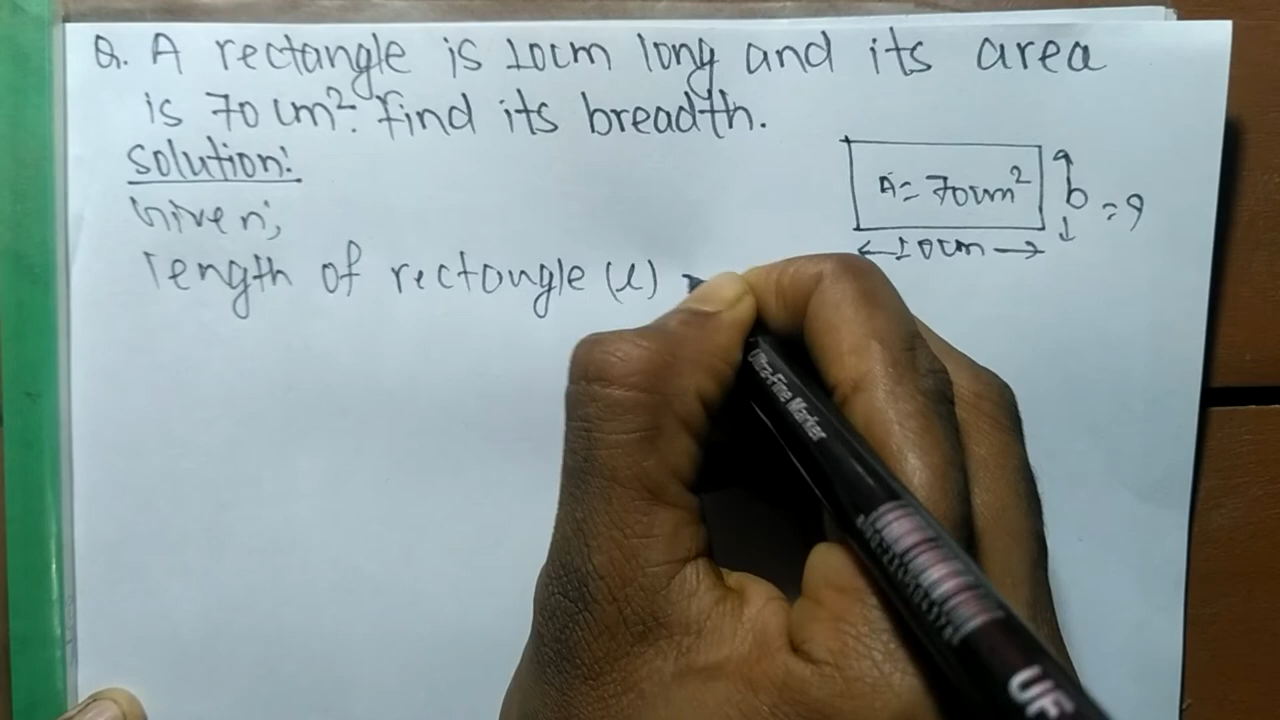 Q. A rectangle is 10cm long and its area
is 70 cm². Find its breadth.
Solution:
Given;
length of rectangle (l)
A = 70cm²
b = ?
10cm
Ultra-Fine Marker
UF